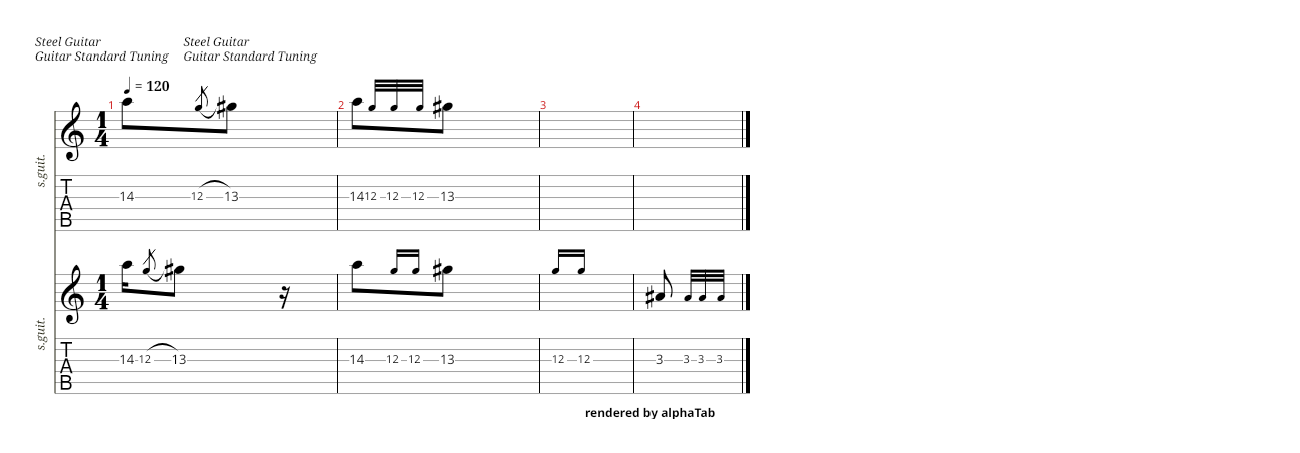 Steel Guitar Steel Guitar
Guitar Standard Tuning Guitar Standard Tuning
= 120
1 2 3 4
1
4
s.guit.
T
A
B
14 12 13 14 12 12 12 13
1
4
s.guit.
T
A
B
14 12 13 14 12 12 13 12 12 3 3 3 3
rendered by alphaTab